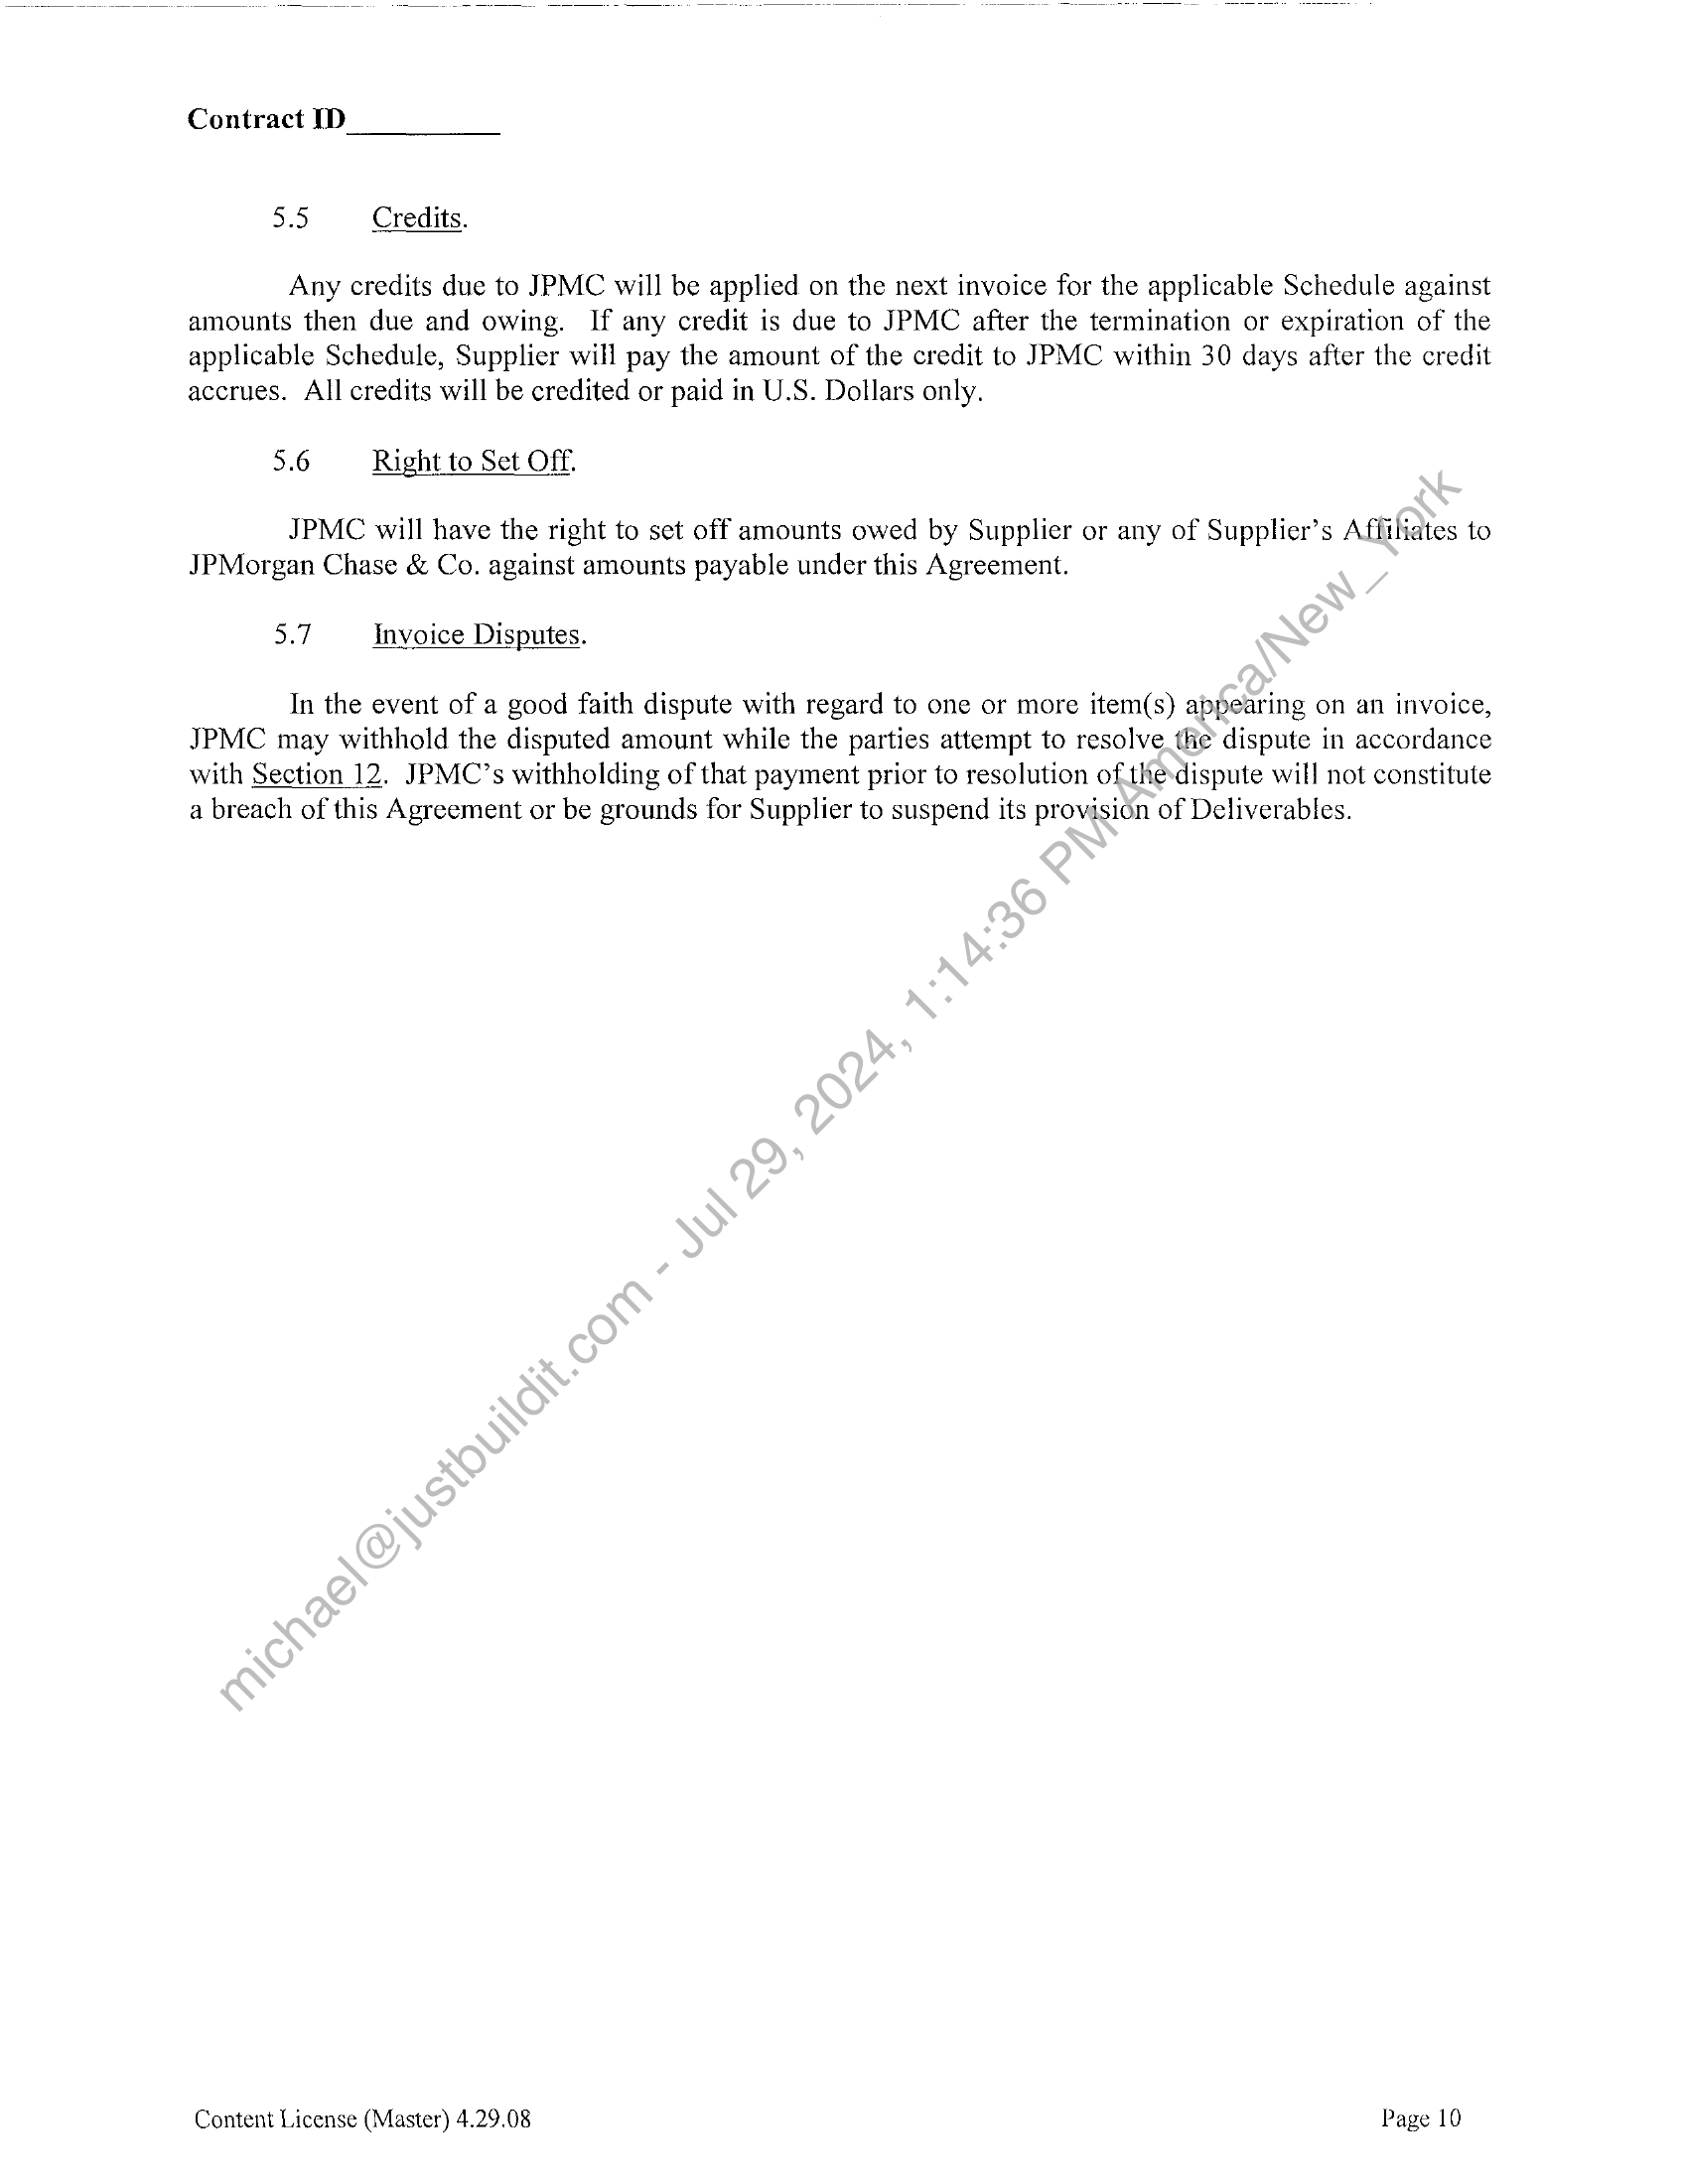 Contract ID__________
5.5 Credits.
Any credits due to JPMC will be applied on the next invoice for the applicable Schedule against
amounts then due and owing. If any credit is due to JPMC after the termination or expiration of the
applicable Schedule, Supplier will pay the amount of the credit to JPMC within 30 days after the credit
accrues. All credits will be credited or paid in U.S. Dollars only.
5.6 Right to Set Off.
JPMC will have the right to set off amounts owed by Supplier or any of Supplier's Affiliates to
JPMorgan Chase & Co. against amounts payable under this Agreement.
5.7 Invoice Disputes.
In the event of a good faith dispute with regard to one or more item(s) appearing on an invoice,
JPMC may withhold the disputed amount while the parties attempt to resolve the dispute in accordance
with Section 12. JPMC's withholding of that payment prior to resolution of the dispute will not constitute
a breach of this Agreement or be grounds for Supplier to suspend its provision of Deliverables.
michael@justbuildit.com - Jul 29, 2024, 1:14:36 PM America/New_York
Content License (Master) 4.29.08 Page 10